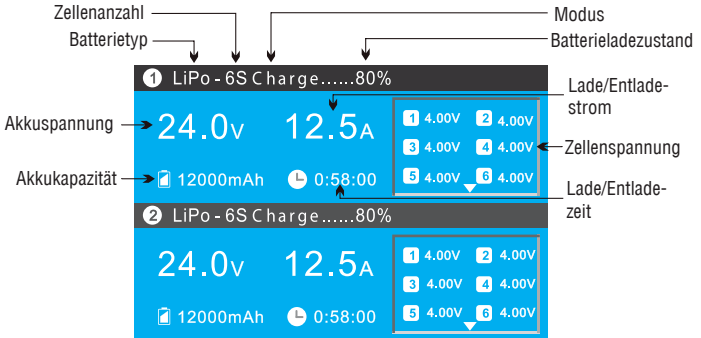 Zellenanzahl
Modus
Batterietyp
Batterieladezustand
1 LiPo - 6S Charge......80%
Lade/Entlade-
strom
Akkuspannung
24.0V 12.5A
1 4.00V 2 4.00V
3 4.00V 4 4.00V
Zellenspannung
Akkukapazität
12000mAh 0:58:00
5 4.00V 6 4.00V
Lade/Entlade-
zeit
2 LiPo - 6S Charge......80%
24.0V 12.5A
1 4.00V 2 4.00V
3 4.00V 4 4.00V
12000mAh 0:58:00
5 4.00V 6 4.00V